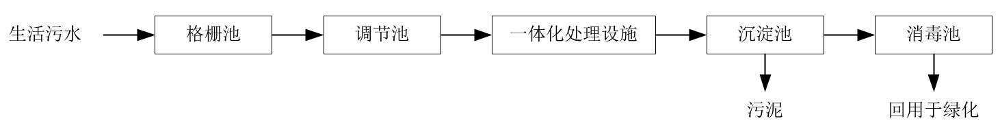 生活污水
格栅池
调节池
一体化处理设施
沉淀池
消毒池
污泥
回用于绿化